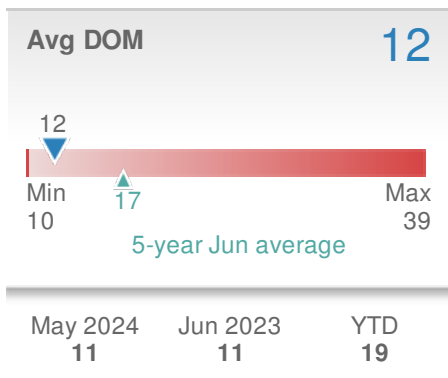 Avg DOM 12
12
17
Min Max
10 39
5-year Jun average
May 2024 Jun 2023 YTD
11 11 19